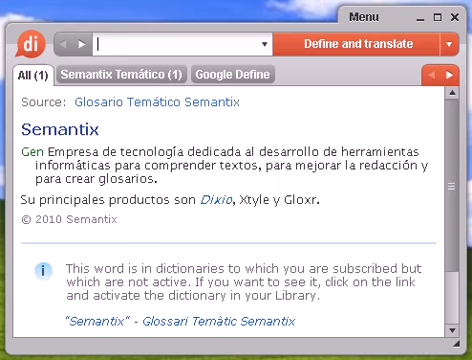 Menu
di
Define and translate
All (1)
Semantix Temático (1)
Google Define
Source: Glosario Temático Semantix
Semantix
Gen Empresa de tecnología dedicada al desarrollo de herramientas
informáticas para comprender textos, para mejorar la redacción y
para crear glosarios.
Su principales productos son Dixio, Xtyle y Gloxr.
© 2010 Semantix
i
This word is in dictionaries to which you are subscribed but
which are not active. If you want to see it, click on the link
and activate the dictionary in your Library.
"Semantix" - Glossari Temàtic Semantix